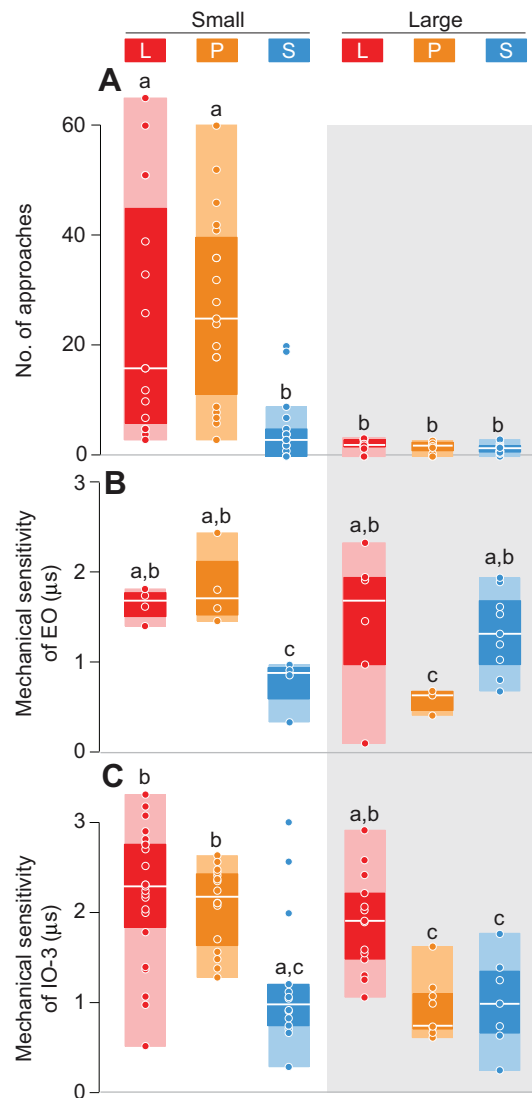 Small Large
L P S L P S
A
a a b b b b
60
40
20
0
No. of approaches
B
a,b a,b c a,b c a,b
3
2
1
0
Mechanical sensitivity
of EO (μs)
C
b b a,c a,b c c
3
2
1
0
Mechanical sensitivity
of IO-3 (μs)